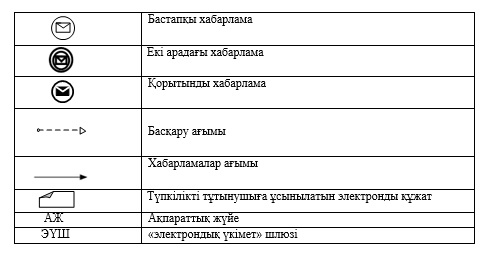 Бастапқы хабарлама
Екі арадағы хабарлама
Қорытынды хабарлама
Басқару ағымы
Хабарламалар ағымы
Түпкілікті тұтынушыға ұсынылатын электронды құжат
АЖ Ақпараттық жүйе
ЭҮШ «электрондық үкімет» шлюзі